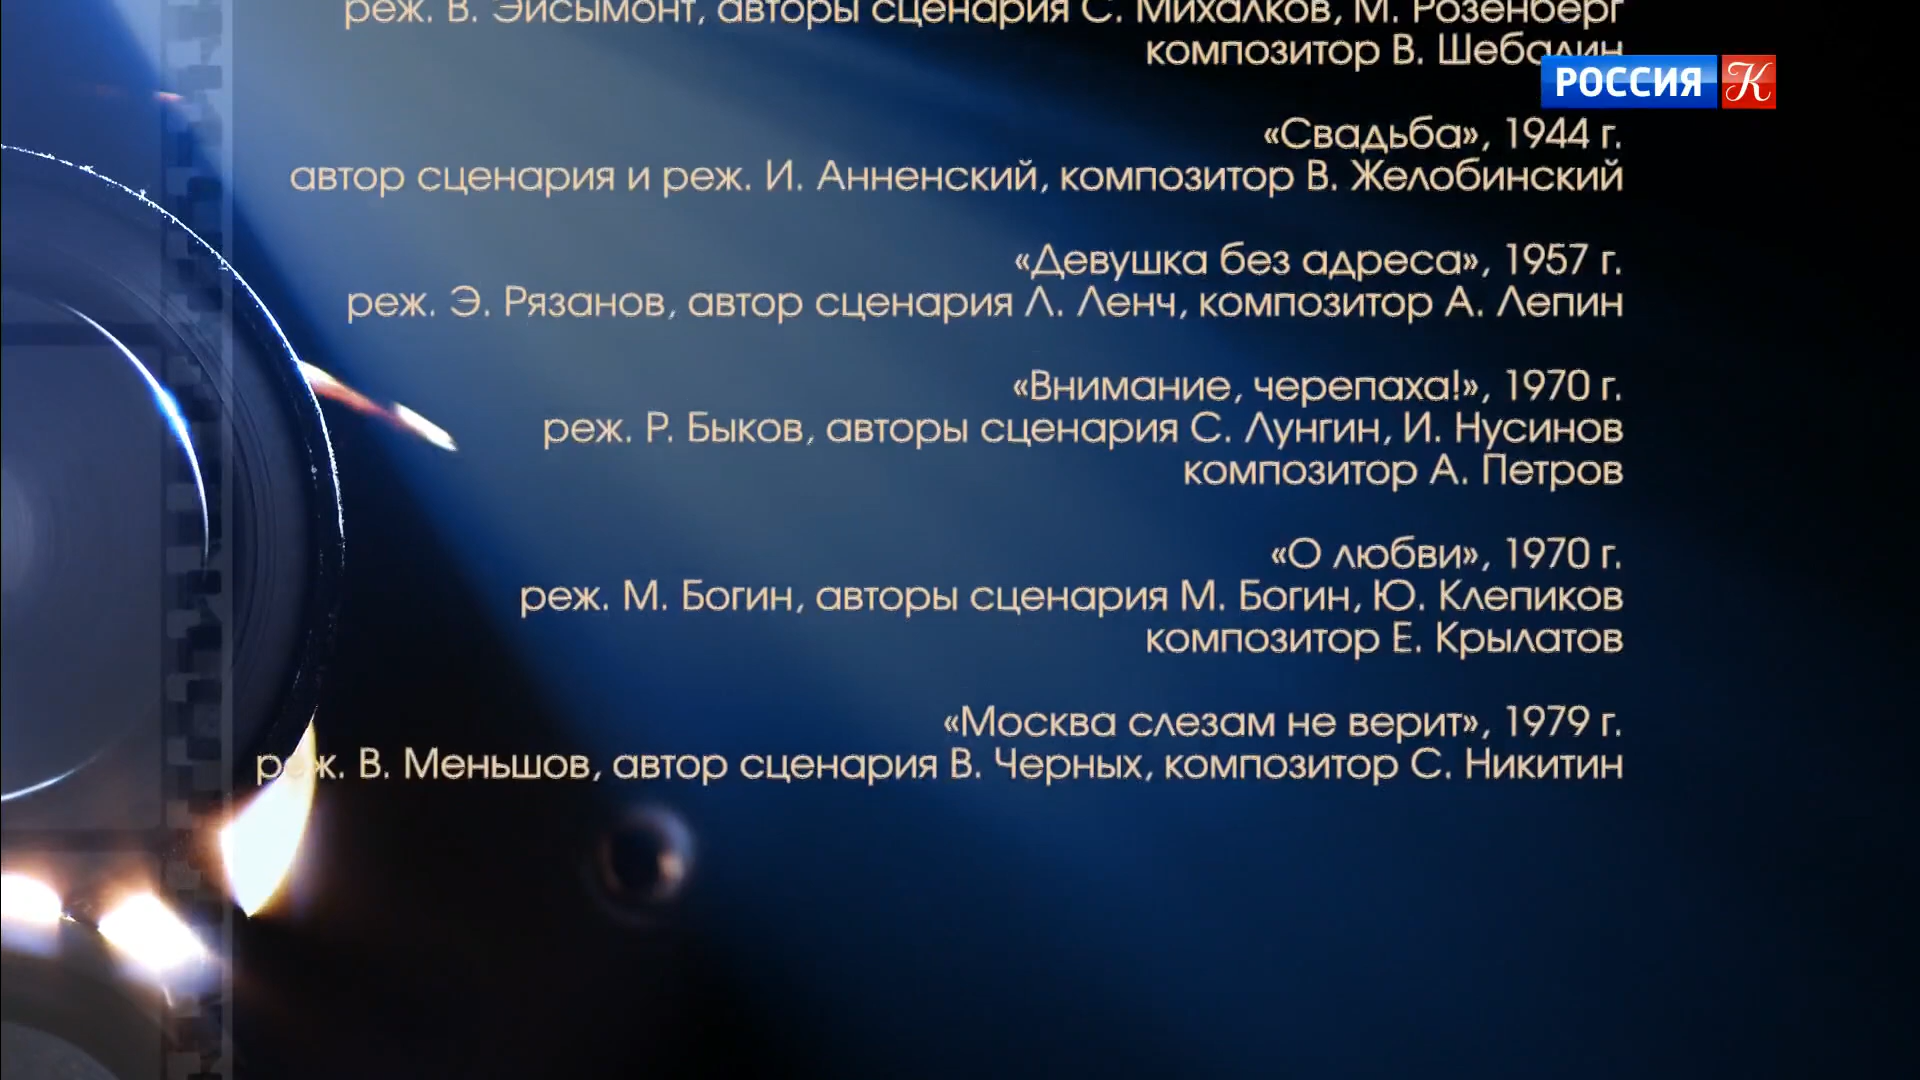 реж. В. Эйсымонт, авторы сценария С. Михалков, М. Розенберг
композитор В. Шебалин
РОССИЯ К
«Свадьба», 1944 г.
автор сценария и реж. И. Анненский, композитор В. Желобинский
«Девушка без адреса», 1957 г.
реж. Э. Рязанов, автор сценария Л. Ленч, композитор А. Лепин
«Внимание, черепаха!», 1970 г.
реж. Р. Быков, авторы сценария С. Лунгин, И. Нусинов
композитор А. Петров
«О любви», 1970 г.
реж. М. Богин, авторы сценария М. Богин, Ю. Клепиков
композитор Е. Крылатов
«Москва слезам не верит», 1979 г.
реж. В. Меньшов, автор сценария В. Черных, композитор С. Никитин